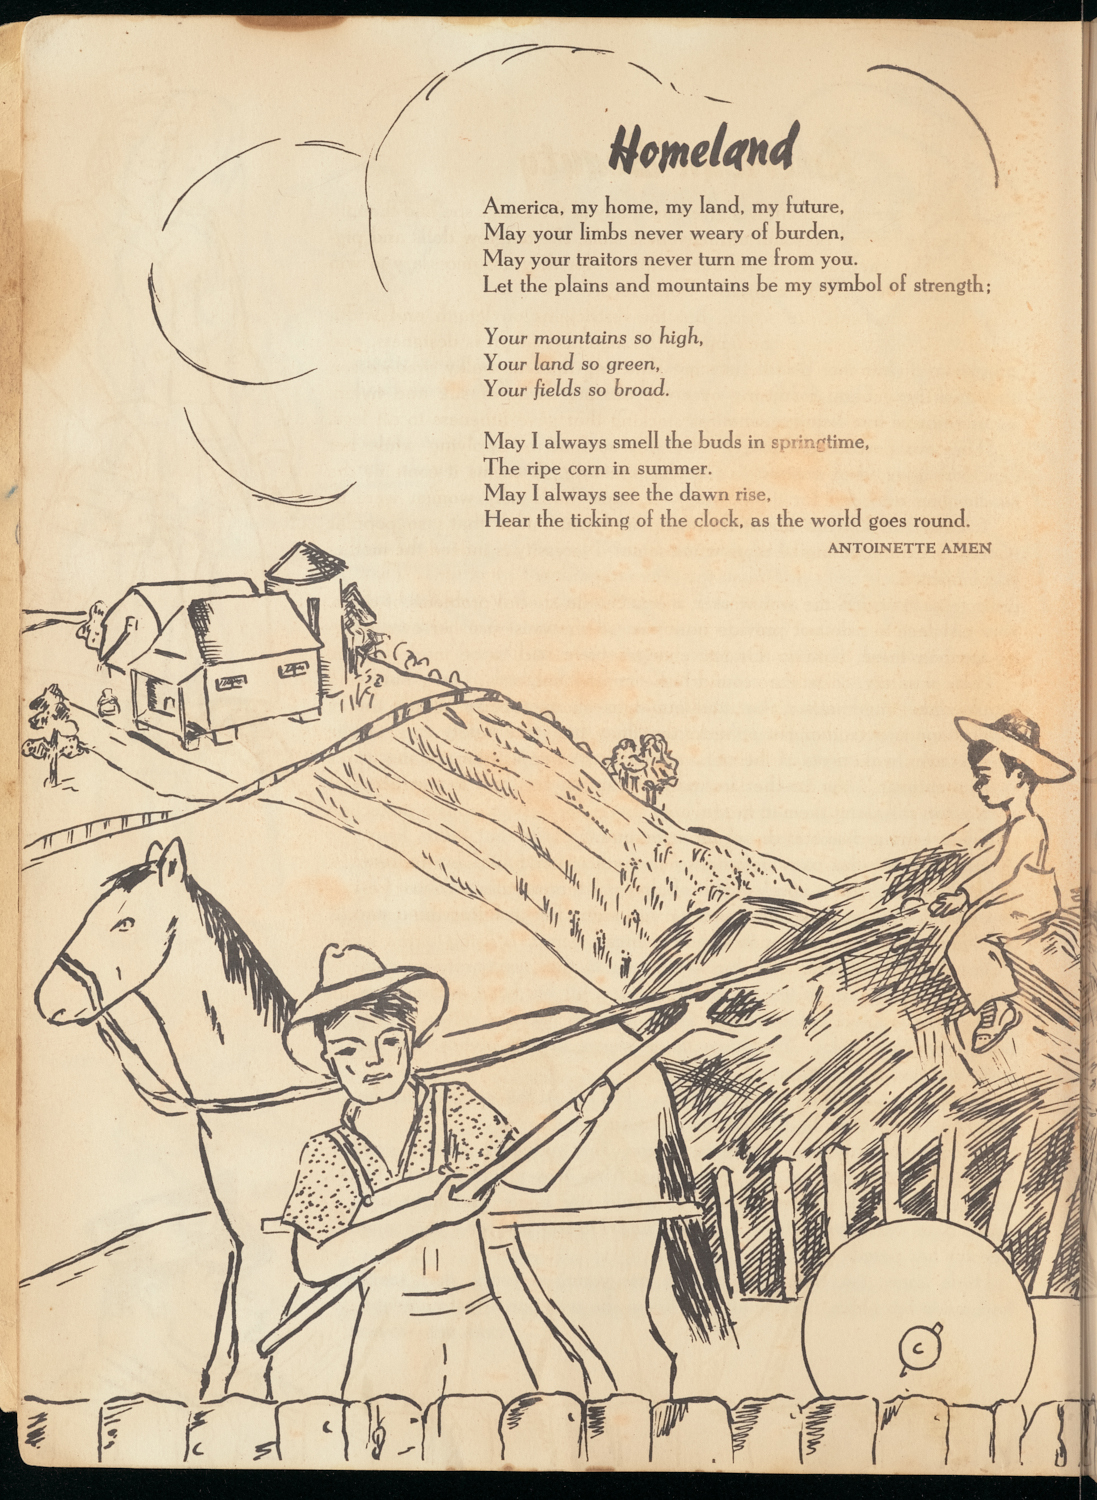 Homeland
America, my home, my land, my future,
May your limbs never weary of burden,
May your traitors never turn me from you.
Let the plains and mountains be my symbol of strength;
Your mountains so high,
Your land so green,
Your fields so broad.
May I always smell the buds in springtime,
The ripe corn in summer.
May I always see the dawn rise,
Hear the ticking of the clock, as the world goes round.
ANTOINETTE AMEN